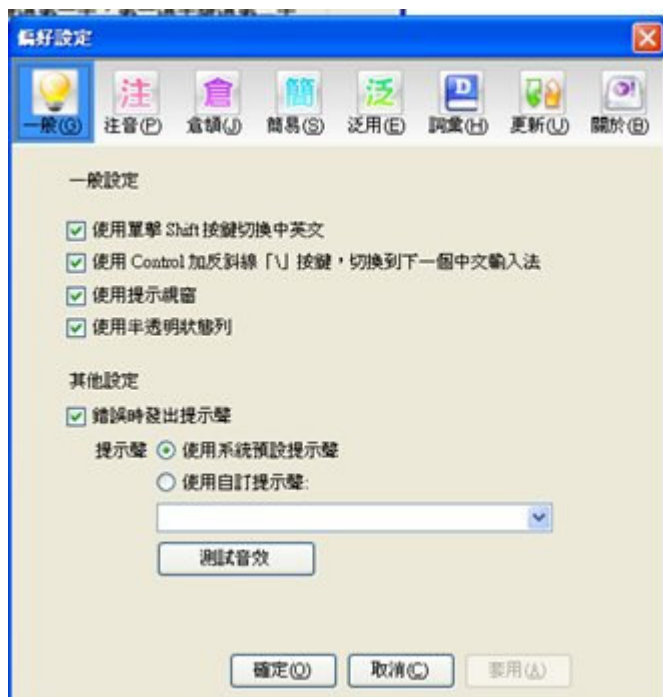 偏好設定
注 倉 簡 泛
一般(G) 注音(P) 倉頡(J) 簡易(S) 泛用(E) 詞彙(H) 更新(U) 關於(B)
一般設定
使用單擊 Shift 按鍵切換中英文
使用 Control 加反斜線「\」按鍵，切換到下一個中文輸入法
使用提示視窗
使用半透明狀態列
其他設定
錯誤時發出提示聲
提示聲 使用系統預設提示聲
使用自訂提示聲:
測試音效
確定(O) 取消(C) 套用(A)